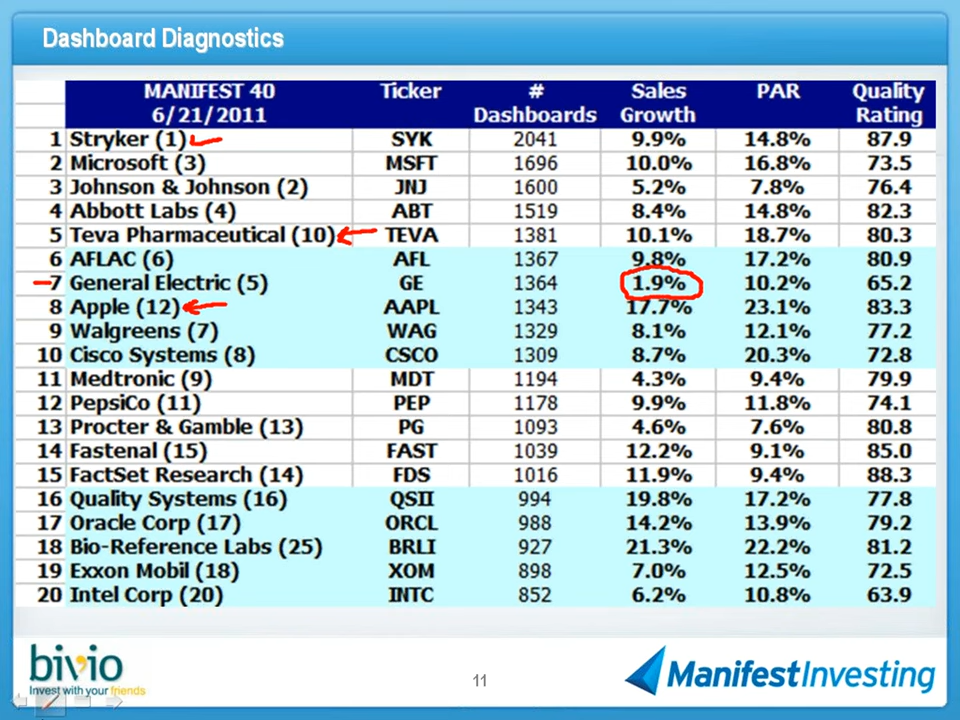 Dashboard Diagnostics
MANIFEST 40 Ticker # Sales PAR Quality
6/21/2011 Dashboards Growth Rating
1 Stryker (1) SYK 2041 9.9% 14.8% 87.9
2 Microsoft (3) MSFT 1696 10.0% 16.8% 73.5
3 Johnson & Johnson (2) JNJ 1600 5.2% 7.8% 76.4
4 Abbott Labs (4) ABT 1519 8.4% 14.8% 82.3
5 Teva Pharmaceutical (10) TEVA 1381 10.1% 18.7% 80.3
6 AFLAC (6) AFL 1367 9.8% 17.2% 80.9
7 General Electric (5) GE 1364 1.9% 10.2% 65.2
8 Apple (12) AAPL 1343 17.7% 23.1% 83.3
9 Walgreens (7) WAG 1329 8.1% 12.1% 77.2
10 Cisco Systems (8) CSCO 1309 8.7% 20.3% 72.8
11 Medtronic (9) MDT 1194 4.3% 9.4% 79.9
12 PepsiCo (11) PEP 1178 9.9% 11.8% 74.1
13 Procter & Gamble (13) PG 1093 4.6% 7.6% 80.8
14 Fastenal (15) FAST 1039 12.2% 9.1% 85.0
15 FactSet Research (14) FDS 1016 11.9% 9.4% 88.3
16 Quality Systems (16) QSII 994 19.8% 17.2% 77.8
17 Oracle Corp (17) ORCL 988 14.2% 13.9% 79.2
18 Bio-Reference Labs (25) BRLI 927 21.3% 22.2% 81.2
19 Exxon Mobil (18) XOM 898 7.0% 12.5% 72.5
20 Intel Corp (20) INTC 852 6.2% 10.8% 63.9
bivio
Invest with your friends
11
ManifestInvesting